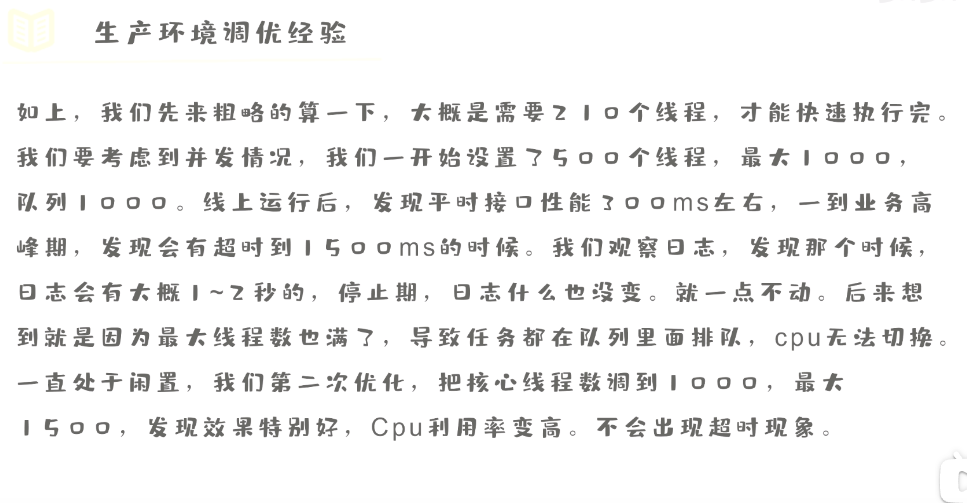 生产环境调优经验
如上，我们先来粗略的算一下，大概是需要210个线程，才能快速执行完。
我们要考虑到并发情况，我们一开始设置了500个线程，最大1000，
队列1000。线上运行后，发现平时接口性能300ms左右，一到业务高
峰期，发现会有超时到1500ms的时候。我们观察日志，发现那个时候，
日志会有大概1~2秒的，停止期，日志什么也没变。就一点不动。后来想
到就是因为最大线程数也满了，导致任务都在队列里面排队，cpu无法切换。
一直处于闲置，我们第二次优化，把核心线程数调到1000，最大
1500，发现效果特别好，Cpu利用率变高。不会出现超时现象。